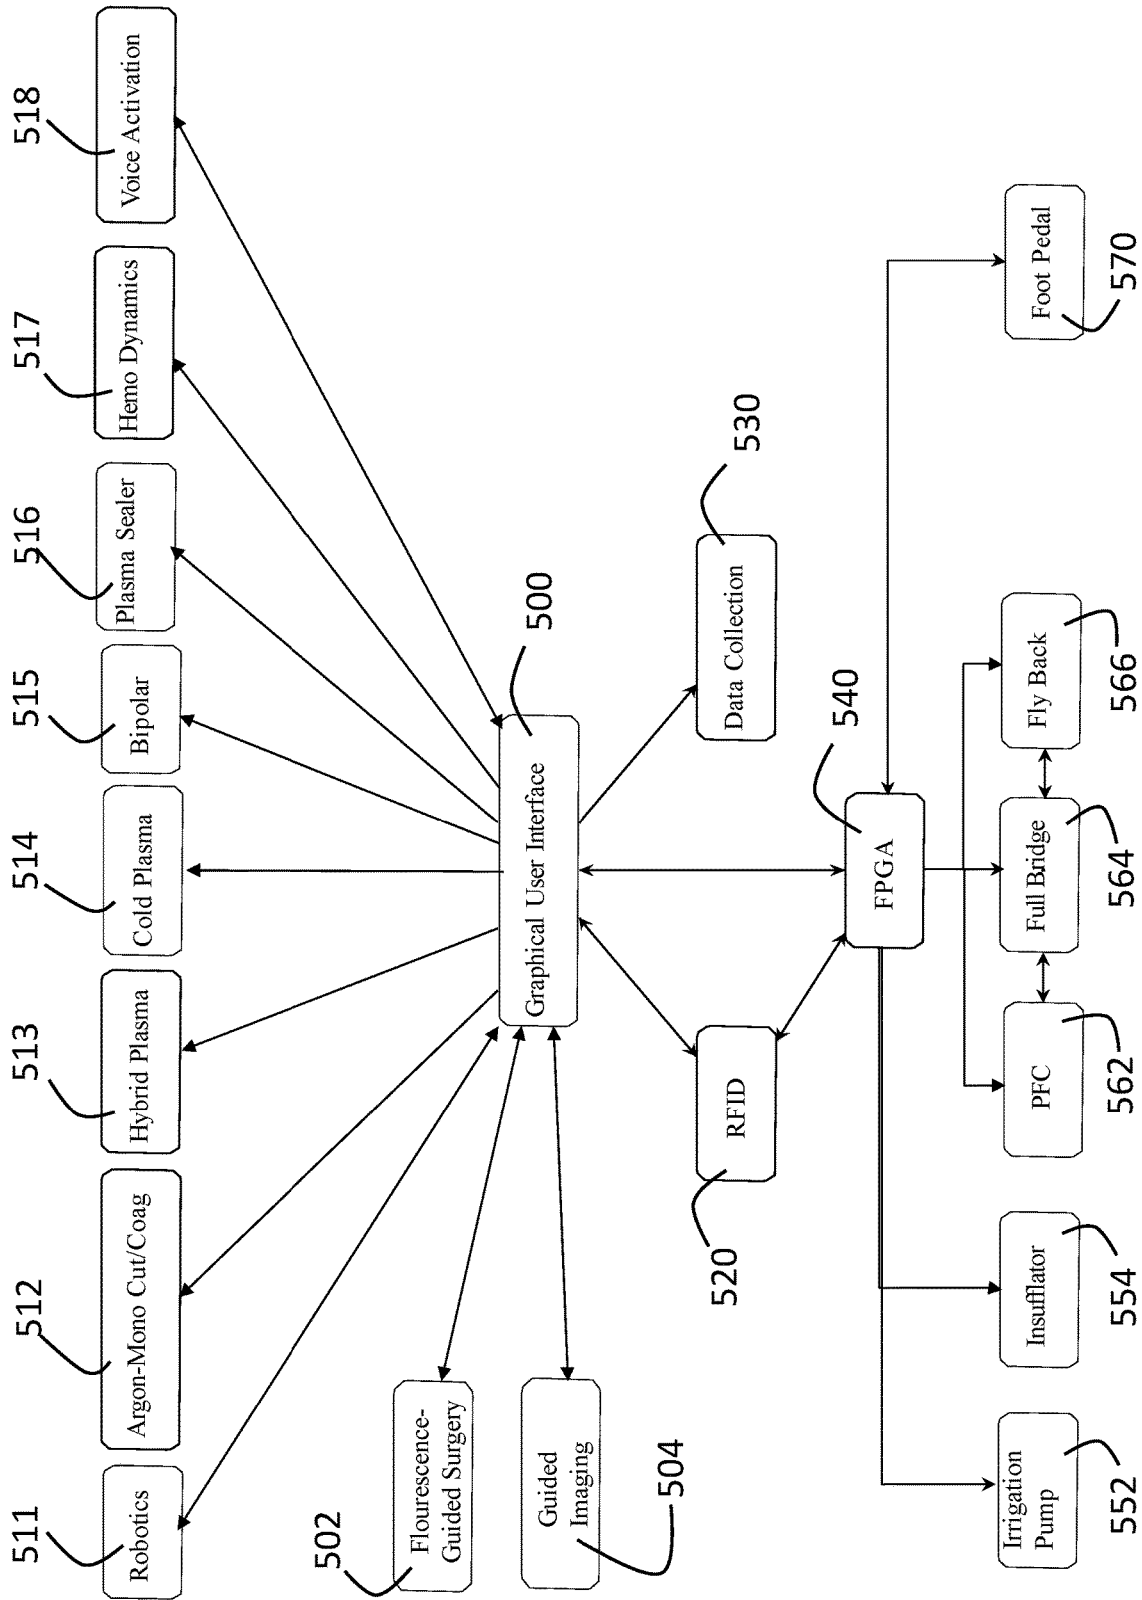 511
Robotics
512
Argon-Mono Cut/Coag
513
Hybrid Plasma
514
Cold Plasma
515
Bipolar
516
Plasma Sealer
517
Hemo Dynamics
518
Voice Activation
502
Flourescence-
Guided Surgery
504
Guided
Imaging
500
Graphical User Interface
520
RFID
530
Data Collection
540
FPGA
552
Irrigation
Pump
554
Insufflator
562
PFC
564
Full Bridge
566
Fly Back
570
Foot Pedal